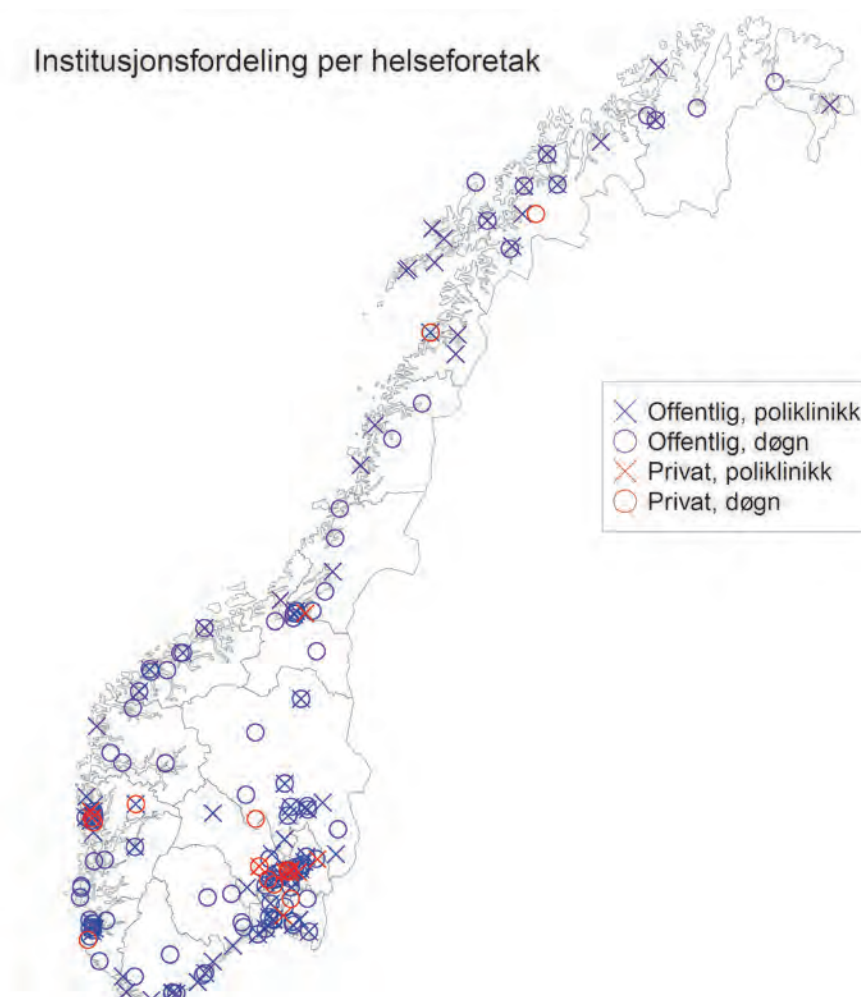 Institusjonsfordeling per helseforetak
Offentlig, poliklinikk
Offentlig, døgn
Privat, poliklinikk
Privat, døgn